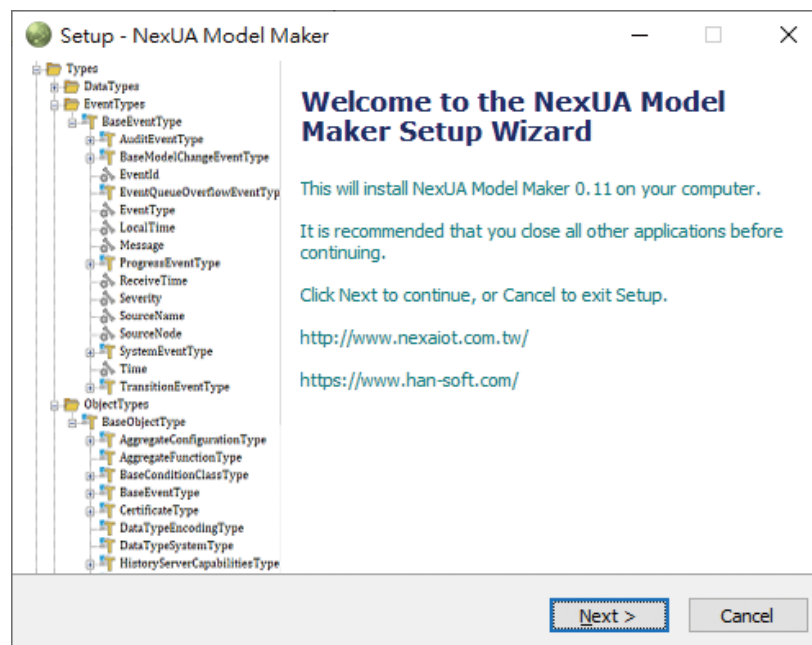 Setup - NexUA Model Maker
Types
DataTypes
EventTypes
BaseEventType
AuditEventType
BaseModelChangeEventType
EventId
EventQueueOverflowEventTyp
EventType
LocalTime
Message
ProgressEventType
ReceiveTime
Severity
SourceName
SourceNode
SystemEventType
Time
TransitionEventType
ObjectTypes
BaseObjectType
AggregateConfigurationType
AggregateFunctionType
BaseConditionClassType
BaseEventType
CertificateType
DataTypeEncodingType
DataTypeSystemType
HistoryServerCapabilitiesType
Welcome to the NexUA Model
Maker Setup Wizard
This will install NexUA Model Maker 0.11 on your computer.
It is recommended that you close all other applications before
continuing.
Click Next to continue, or Cancel to exit Setup.
http://www.nexaiot.com.tw/
https://www.han-soft.com/
Next >
Cancel